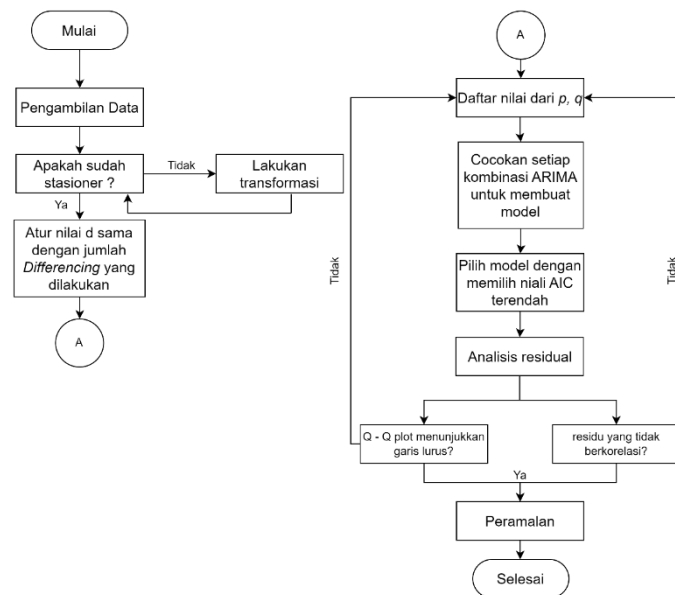 Mulai
Pengambilan Data
Apakah sudah
stasioner ?
Tidak
Lakukan
transformasi
Ya
Atur nilai d sama
dengan jumlah
Differencing yang
dilakukan
A
A
Daftar nilai dari p, q
Cocokan setiap
kombinasi ARIMA
untuk membuat
model
Pilih model dengan
memilih niali AIC
terendah
Tidak
Tidak
Analisis residual
Q - Q plot menunjukkan
garis lurus?
residu yang tidak
berkorelasi?
Ya
Peramalan
Selesai